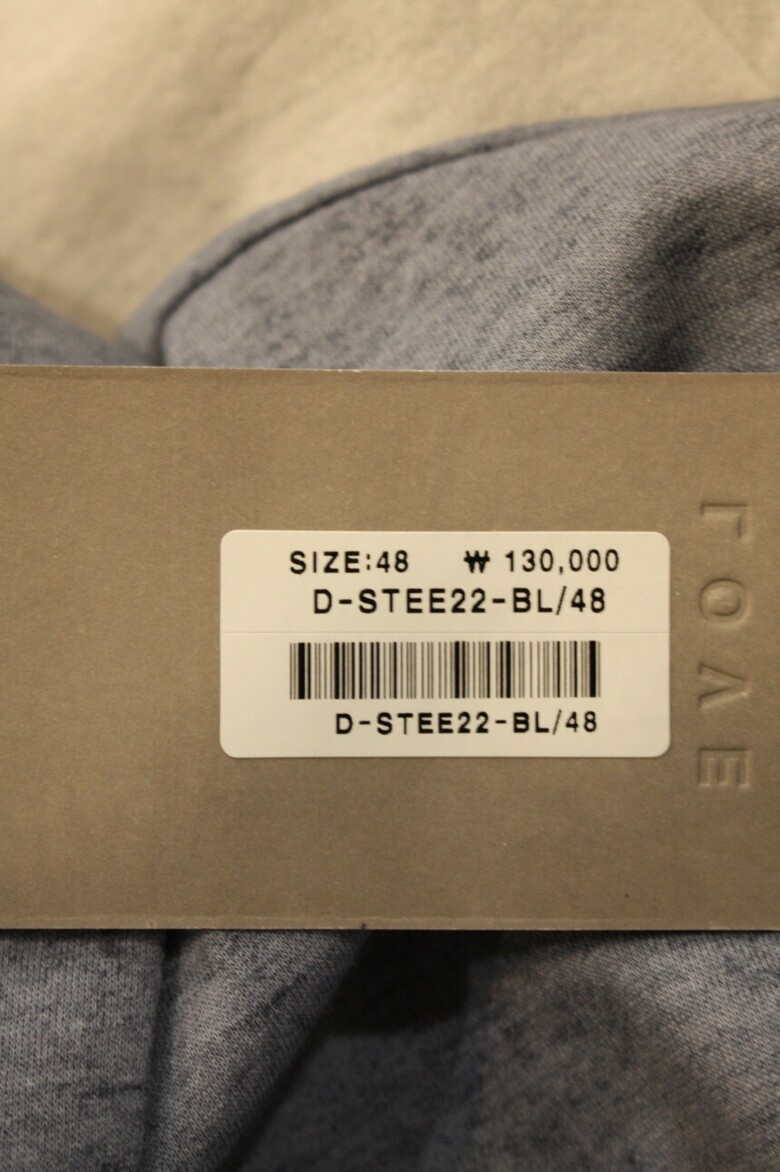 SIZE:48 ₩ 130,000
D-STEE22-BL/48
D-STEE22-BL/48
LOVE